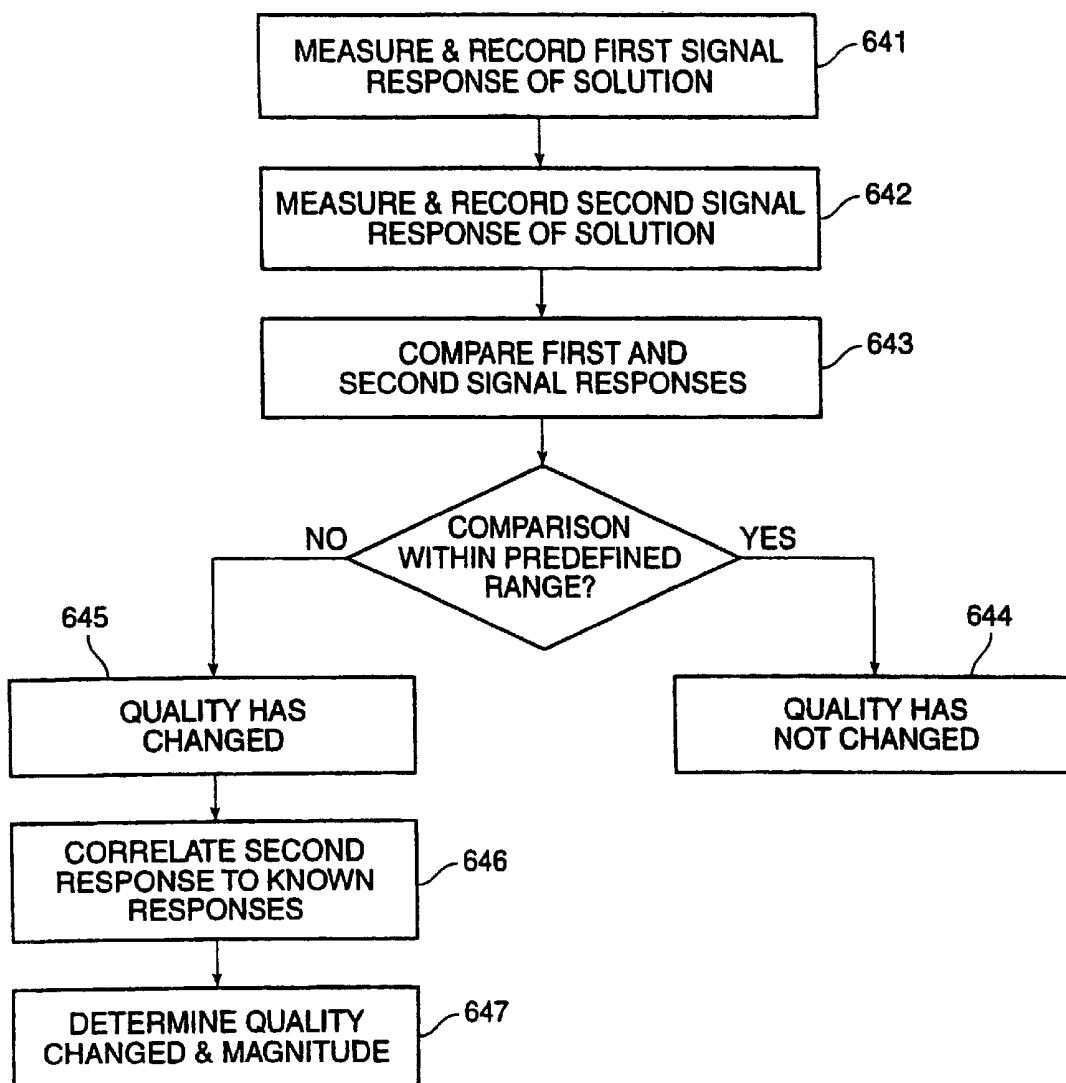 MEASURE & RECORD FIRST SIGNAL
RESPONSE OF SOLUTION
641
MEASURE & RECORD SECOND SIGNAL
RESPONSE OF SOLUTION
642
COMPARE FIRST AND
SECOND SIGNAL RESPONSES
643
COMPARISON
WITHIN PREDEFINED
RANGE?
NO
YES
645
QUALITY HAS
CHANGED
644
QUALITY HAS
NOT CHANGED
CORRELATE SECOND
RESPONSE TO KNOWN
RESPONSES
646
DETERMINE QUALITY
CHANGED & MAGNITUDE
647